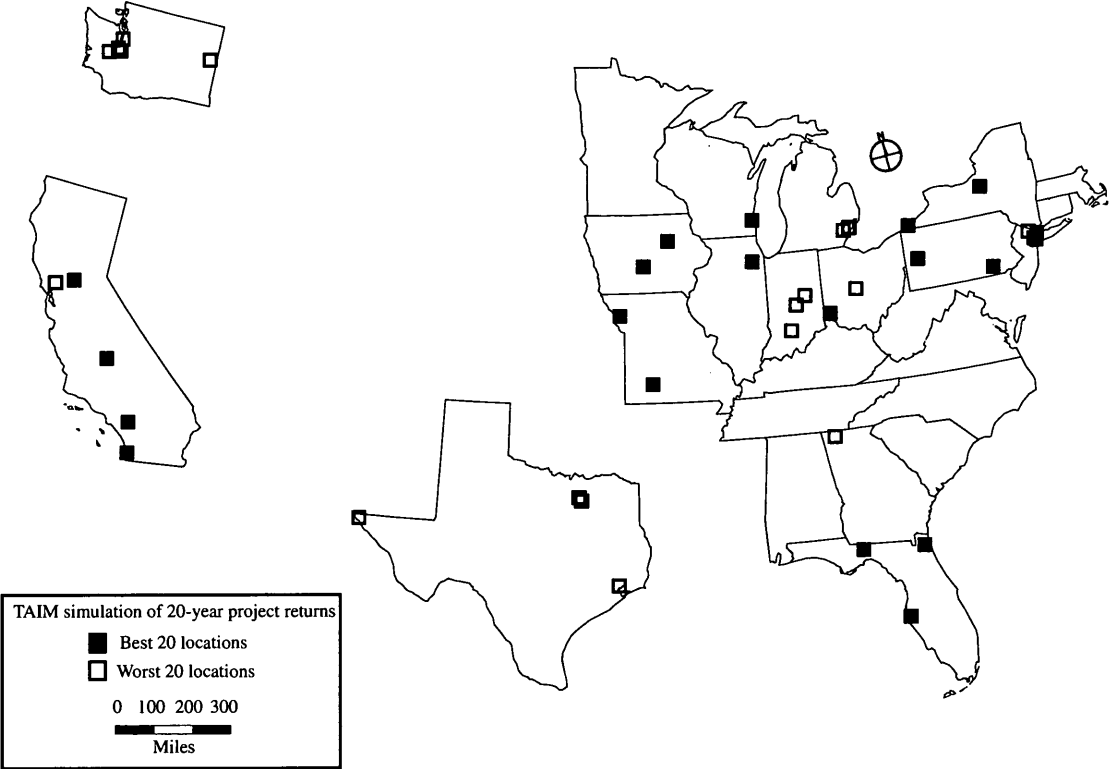 N
TAIM simulation of 20-year project returns
Best 20 locations
Worst 20 locations
0 100 200 300
Miles